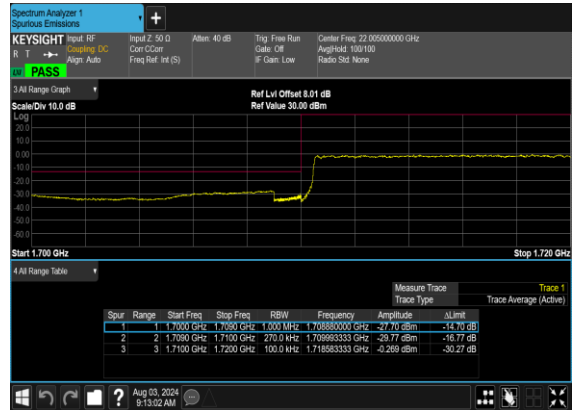 Spectrum Analyzer 1
Spurious Emissions
+
KEYSIGHT Input: RF Input Z: 50 Ω Atten: 40 dB Trig: Free Run Center Freq: 22.005000000 GHz
R T Coupling: DC Corr CCorr Gate: Off Avg|Hold: 100/100
Align: Auto Freq Ref: Int (S) IF Gain: Low Radio Std: None
PASS
3 All Range Graph
Ref Lvl Offset 8.01 dB
Scale/Div 10.0 dB Ref Value 30.00 dBm
Log
20.0
10.0
0.00
-10.0
-20.0
-30.0
-40.0
-50.0
-60.0
Start 1.700 GHz Stop 1.720 GHz
4 All Range Table
Measure Trace Trace 1
Trace Type Trace Average (Active)
Spur Range Start Freq Stop Freq RBW Frequency Amplitude ΔLimit
1 1 1.7000 GHz 1.7090 GHz 1.000 MHz 1.708880000 GHz -27.70 dBm -14.70 dB
2 2 1.7090 GHz 1.7100 GHz 270.0 kHz 1.709993333 GHz -29.77 dBm -16.77 dB
3 3 1.7100 GHz 1.7200 GHz 100.0 kHz 1.718583333 GHz -0.269 dBm -30.27 dB
? Aug 03, 2024
9:13:02 AM